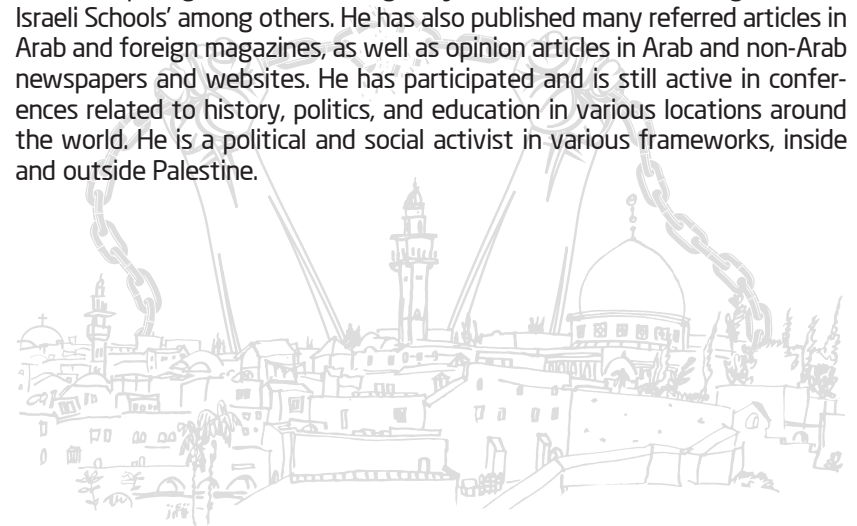 Israeli Schools' among others. He has also published many referred articles in
Arab and foreign magazines, as well as opinion articles in Arab and non-Arab
newspapers and websites. He has participated and is still active in confer-
ences related to history, politics, and education in various locations around
the world. He is a political and social activist in various frameworks, inside
and outside Palestine.